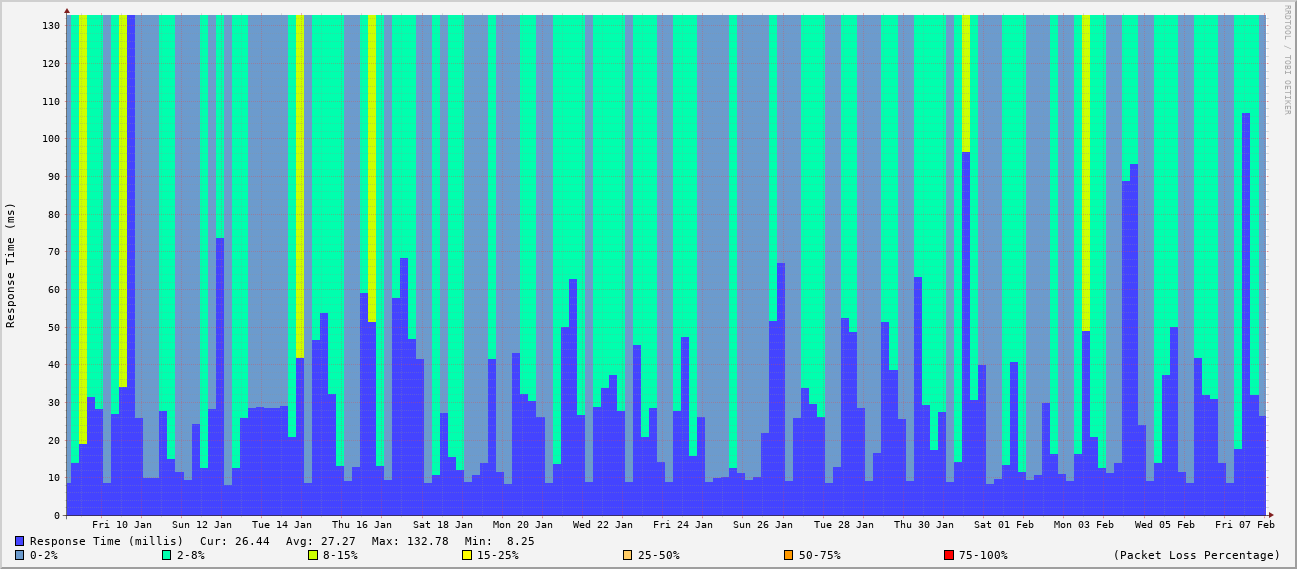 RRDTOOL / TOBI OETIKER
Response Time (ms)
130
120
110
100
90
80
70
60
50
40
30
20
10
0
Fri 10 Jan Sun 12 Jan Tue 14 Jan Thu 16 Jan Sat 18 Jan Mon 20 Jan Wed 22 Jan Fri 24 Jan Sun 26 Jan Tue 28 Jan Thu 30 Jan Sat 01 Feb Mon 03 Feb Wed 05 Feb Fri 07 Feb
Response Time (millis) Cur: 26.44 Avg: 27.27 Max: 132.78 Min: 8.25
0-2% 2-8% 8-15% 15-25% 25-50% 50-75% 75-100% (Packet Loss Percentage)